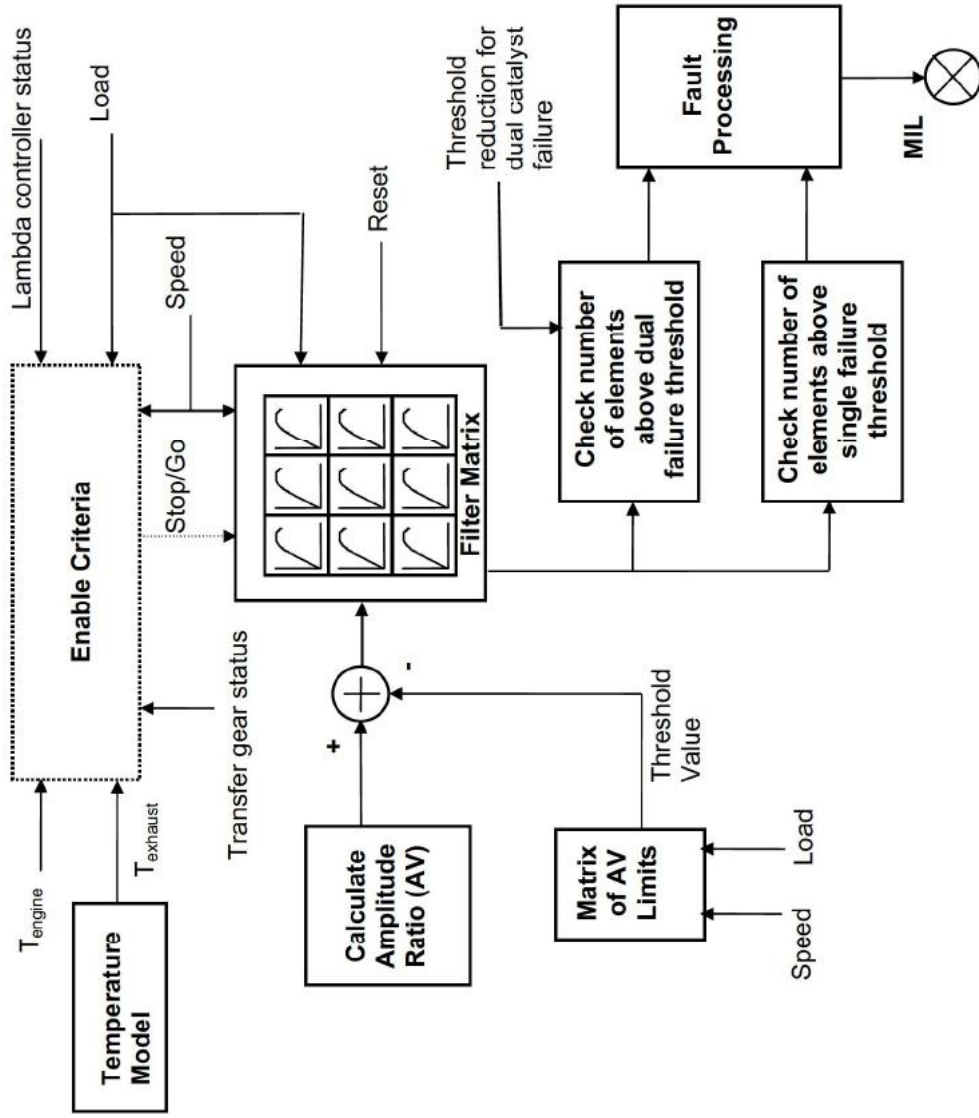 T_engine
Temperature
Model
T_exhaust
Enable Criteria
Lambda controller status
Load
Transfer gear status
Stop/Go
Speed
Calculate
Amplitude
Ratio (AV)
+
-
Filter Matrix
Reset
Matrix
of AV
Limits
Threshold
Value
Speed
Load
Threshold
reduction for
dual catalyst
failure
Check number
of elements
above dual
failure threshold
Check number of
elements above
single failure
threshold
Fault
Processing
MIL